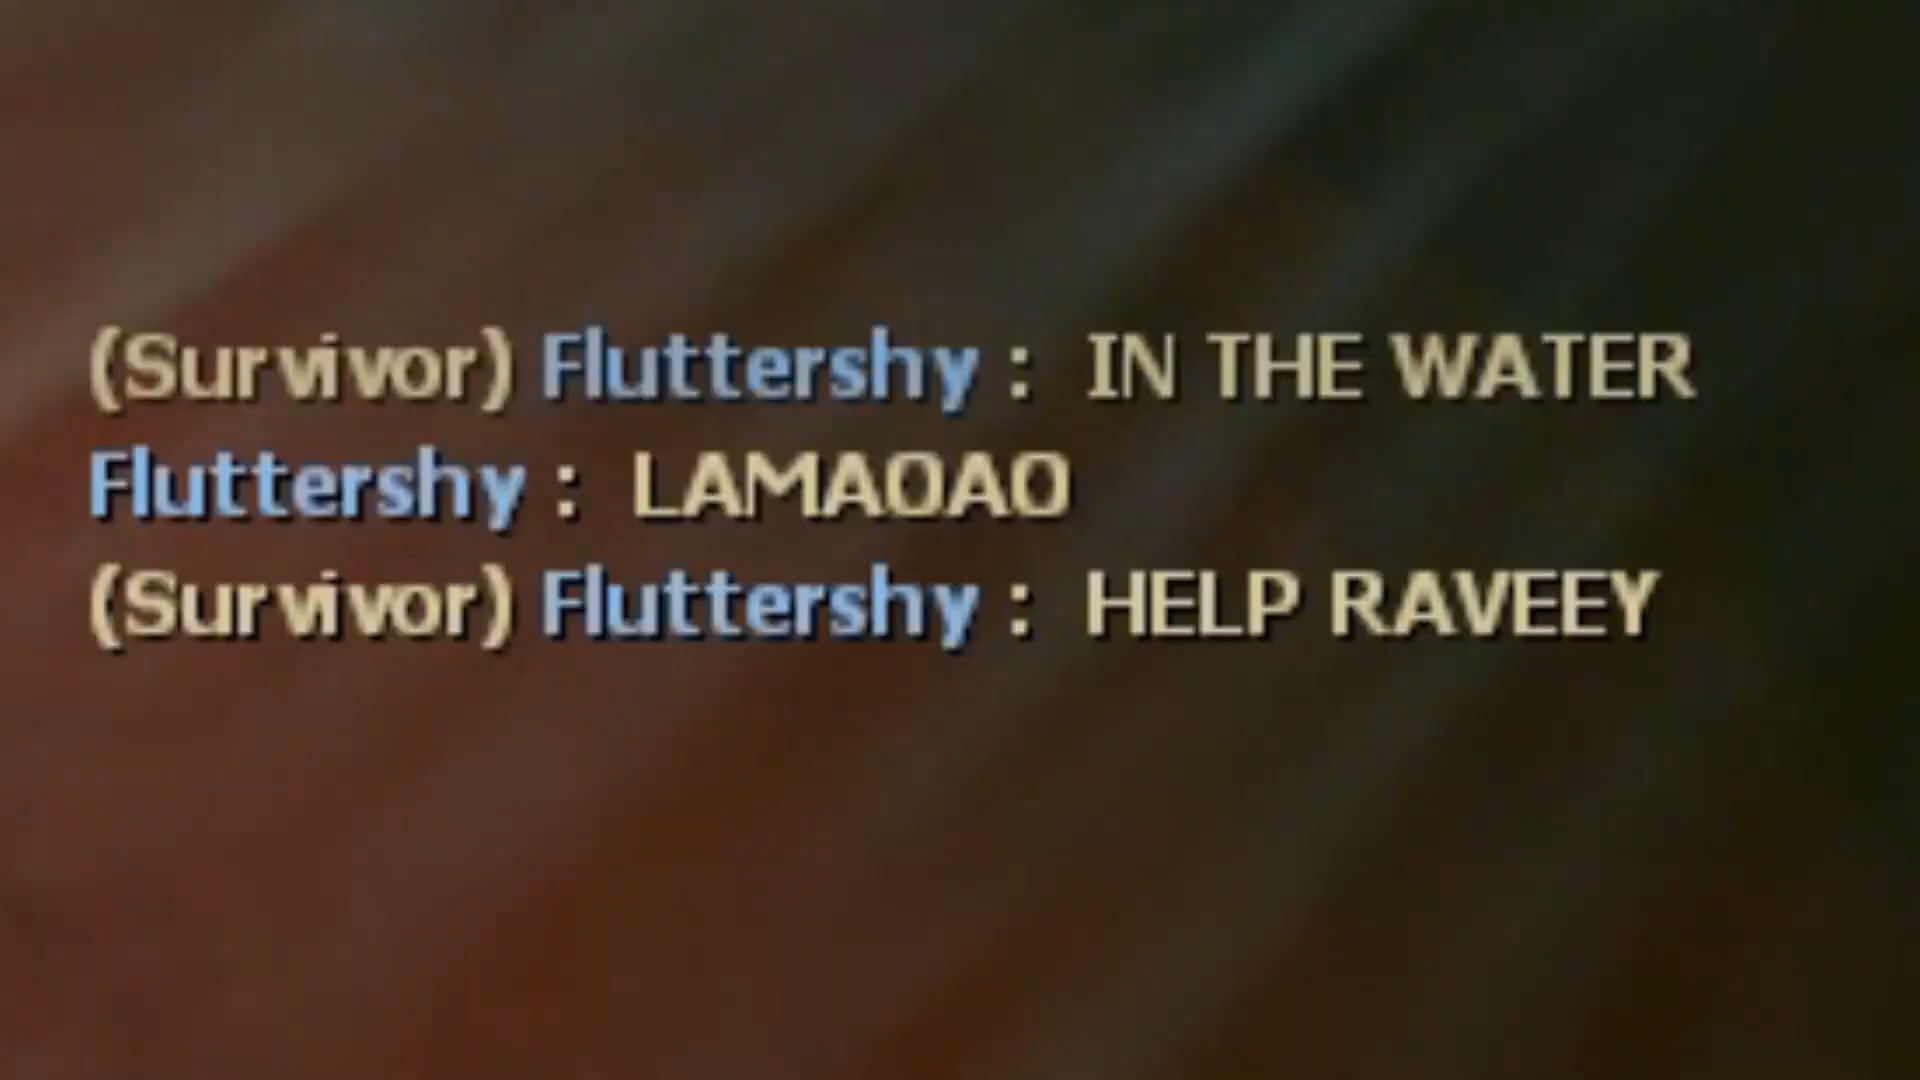 (Survivor) Fluttershy : IN THE WATER
Fluttershy : LAMAOAO
(Survivor) Fluttershy : HELP RAVEEY